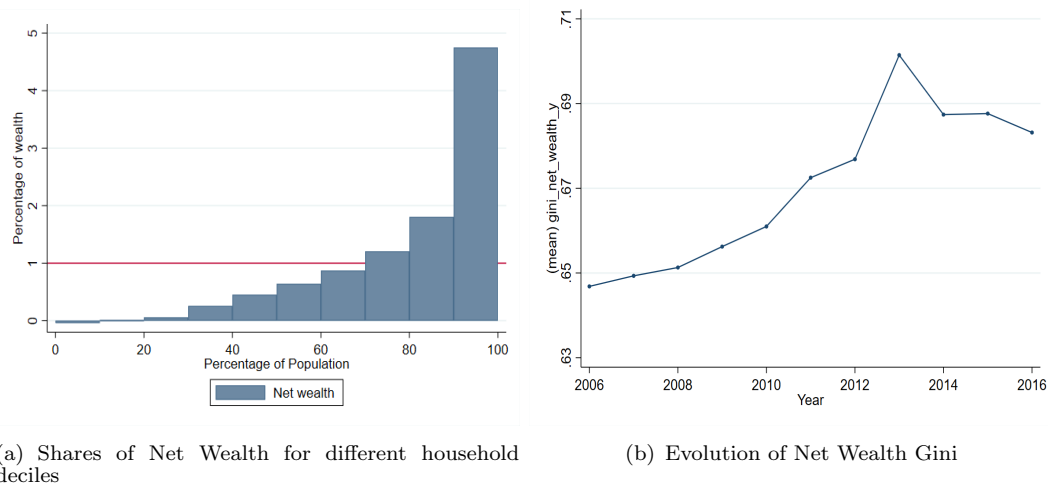 5
4
3
2
1
0
Percentage of wealth
0 20 40 60 80 100
Percentage of Population
Net wealth
(a) Shares of Net Wealth for different household
deciles
.71
.69
.67
.65
.63
(mean) gini_net_wealth_y
2006 2008 2010 2012 2014 2016
Year
(b) Evolution of Net Wealth Gini